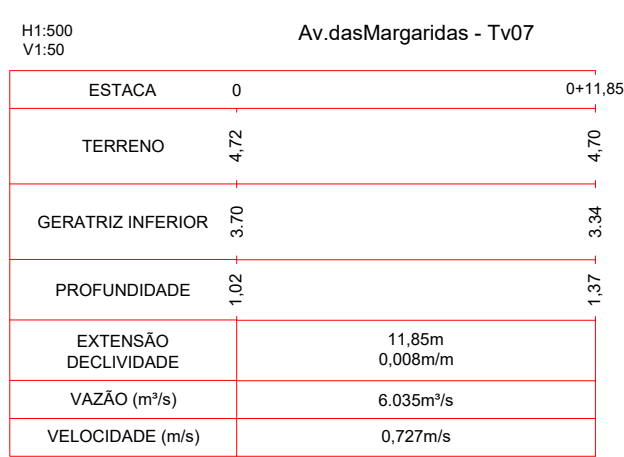 H1:500
V1:50
Av.dasMargaridas - Tv07
ESTACA 0 0+11,85
TERRENO 4,72 4,70
GERATRIZ INFERIOR 3.70 3.34
PROFUNDIDADE 1,02 1,37
EXTENSÃO 11,85m
DECLIVIDADE 0,008m/m
VAZÃO (m³/s) 6.035m³/s
VELOCIDADE (m/s) 0,727m/s